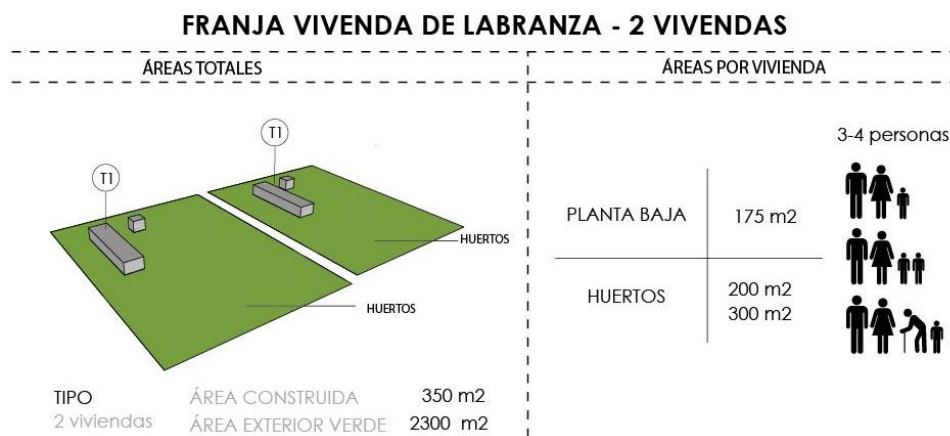 FRANJA VIVENDA DE LABRANZA - 2 VIVENDAS
ÁREAS TOTALES
T1
T1
HUERTOS
HUERTOS
TIPO
2 viviendas
ÁREA CONSTRUIDA 350 m2
ÁREA EXTERIOR VERDE 2300 m2
ÁREAS POR VIVIENDA
3-4 personas
PLANTA BAJA 175 m2
HUERTOS 200 m2
300 m2